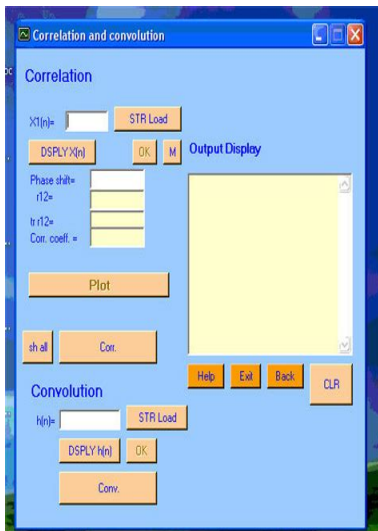 Correlation and convolution
Correlation
X1(n)= STR Load
DSPLY X(n) OK M Output Display
Phase shift=
r12=
tr r12=
Corr. coeff. =
Plot
sh all Corr.
Help Exit Back CLR
Convolution
h(n)= STR Load
DSPLY h(n) OK
Conv.